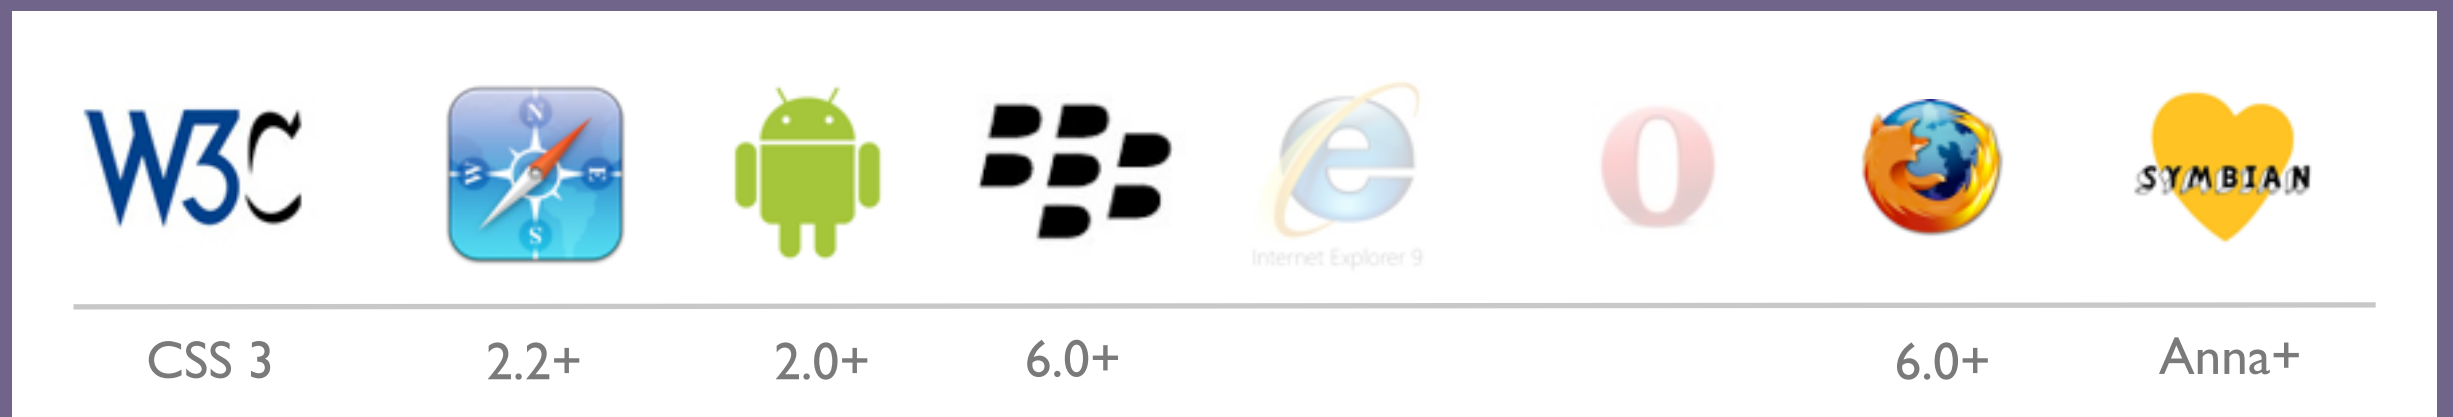 W3C
N
W
E
S
e
Internet Explorer 9
O
SYMBIAN
CSS 3
2.2+
2.0+
6.0+
6.0+
Anna+